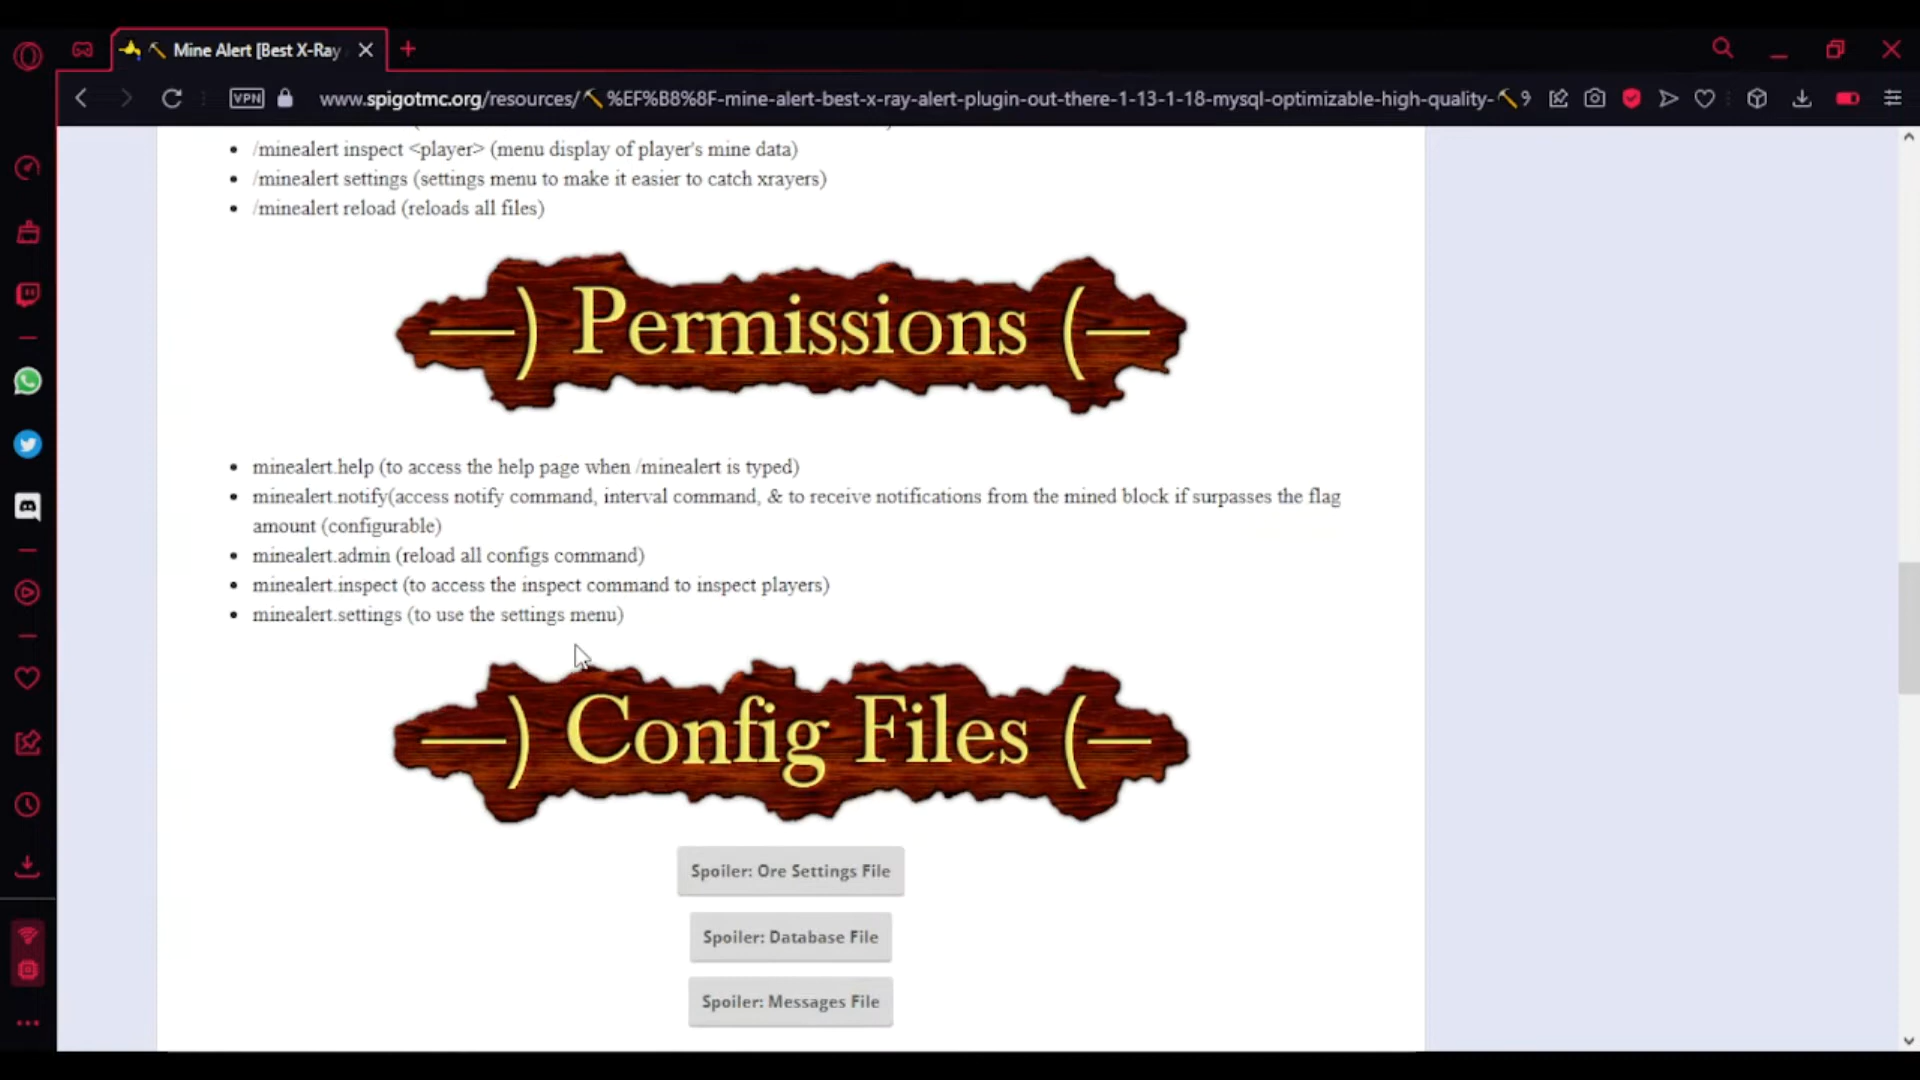 Mine Alert [Best X-Ray
VPN
www.spigotmc.org/resources/⛏%EF%B8%8F-mine-alert-best-x-ray-alert-plugin-out-there-1-13-1-18-mysql-optimizable-high-quality-⛏9
/minealert inspect <player> (menu display of player's mine data)
/minealert settings (settings menu to make it easier to catch xrayers)
/minealert reload (reloads all files)
—) Permissions (—
minealert.help (to access the help page when /minealert is typed)
minealert.notify(access notify command, interval command, & to receive notifications from the mined block if surpasses the flag
amount (configurable)
minealert.admin (reload all configs command)
minealert.inspect (to access the inspect command to inspect players)
minealert.settings (to use the settings menu)
—) Config Files (—
Spoiler: Ore Settings File
Spoiler: Database File
Spoiler: Messages File